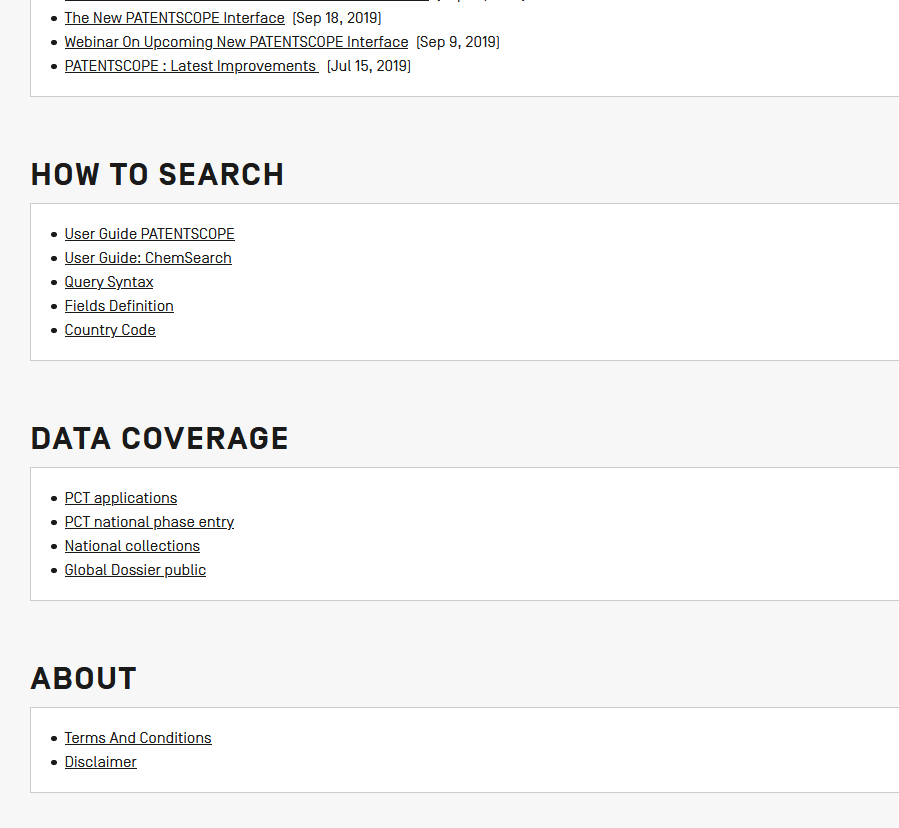 The New PATENTSCOPE Interface [Sep 18, 2019]
Webinar On Upcoming New PATENTSCOPE Interface [Sep 9, 2019]
PATENTSCOPE : Latest Improvements [Jul 15, 2019]
HOW TO SEARCH
User Guide PATENTSCOPE
User Guide: ChemSearch
Query Syntax
Fields Definition
Country Code
DATA COVERAGE
PCT applications
PCT national phase entry
National collections
Global Dossier public
ABOUT
Terms And Conditions
Disclaimer